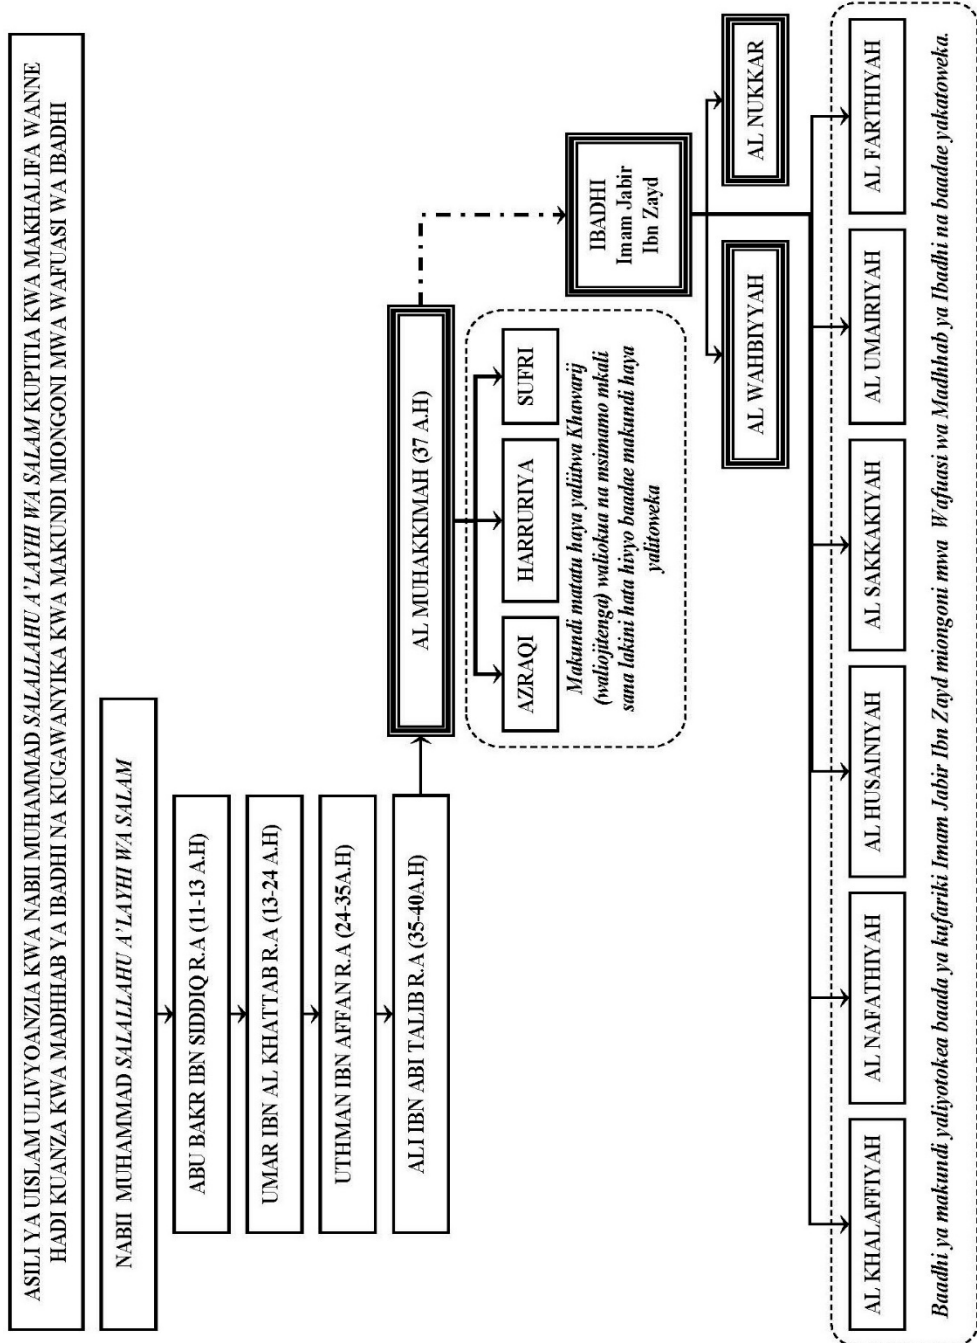 ASILI YA UISLAM ULIVYOANZIA KWA NABII MUHAMMAD SALALLAHU A'LAYHI WA SALAM KUPITIA KWA MAKHALIFA WANNE
HADI KUANZA KWA MADHHAB YA IBADHI NA KUGAWANYIKA KWA MAKUNDI MIONGONI MWA WAFUASI WA IBADHI
NABII MUHAMMAD SALALLAHU A'LAYHI WA SALAM
ABU BAKR IBN SIDDIQ R.A (11-13 A.H)
UMAR IBN AL KHATTAB R.A (13-24 A.H)
UTHMAN IBN AFFAN R.A (24-35A.H)
ALI IBN ABI TALIB R.A (35-40A.H)
AL MUHAKKIMAH (37 A.H)
AZRAQI
HARRURIYA
SUFRI
Makundi matatu haya yaliitwa Khawarij
(waliojitenga) waliokua na msimamo mkali
sana lakini hata hivyo baadae makundi haya
yalitoweka
IBADHI
Imam Jabir
Ibn Zayd
AL WAHBIYYAH
AL NUKKAR
AL KHALAFFIYAH
AL NAFATHIYAH
AL HUSAINIYAH
AL SAKKAKIYAH
AL UMAIRIYAH
AL FARTHIYAH
Baadhi ya makundi yaliyotokea baada ya kufariki Imam Jabir Ibn Zayd miongoni mwa Wafuasi wa Madhhab ya Ibadhi na baadae yakatoweka.